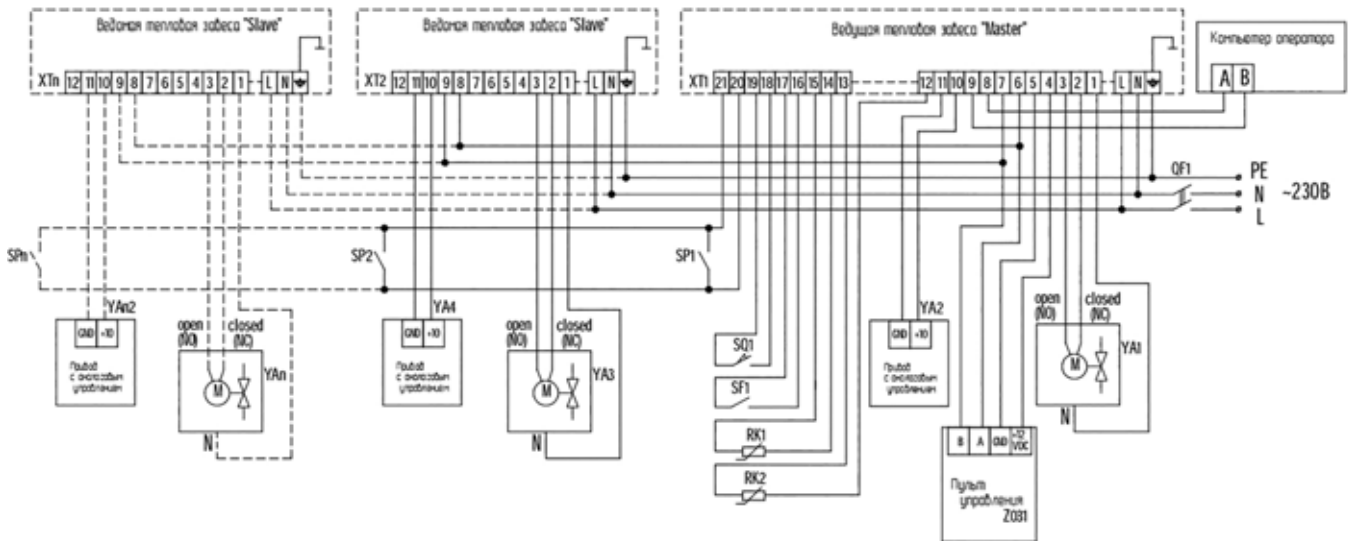 Ведомая тепловая завеса "Slave"
Ведомая тепловая завеса "Slave"
Ведущая тепловая завеса "Master"
Компьютер оператора
A B
XTn 12 11 10 9 8 7 6 5 4 3 2 1 L N
XT2 12 11 10 9 8 7 6 5 4 3 2 1 L N
XT1 21 20 19 18 17 16 15 14 13 12 11 10 9 8 7 6 5 4 3 2 1 L N
QF1
PE
N ~230В
L
SPn
SP2
SP1
YAn2
GND +10
Привод
с аналоговым
управлением
open
(NO)
closed
(NC)
YAn
M
N
YA4
GND +10
Привод
с аналоговым
управлением
open
(NO)
closed
(NC)
YA3
M
N
SQ1
SF1
RK1
RK2
YA2
GND +10
Привод
с аналоговым
управлением
open
(NO)
closed
(NC)
YA1
M
N
B A GND +12 VDC
Пульт
управления
Z031